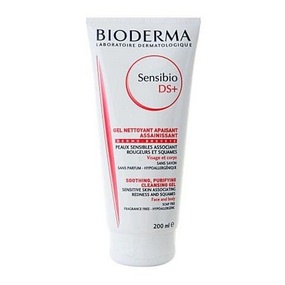 BIODERMA
LABORATOIRE DERMATOLOGIQUE
Sensibio
DS+
GEL NETTOYANT APAISANT
ASSAINISSANT
PEAUX SENSIBLES ASSOCIANT
ROUGEURS ET SQUAMES
Visage et corps
SANS SAVON
SANS PARFUM - HYPOALLERGÉNIQUE
SOOTHING, PURIFYING
CLEANSING GEL
SENSITIVE SKIN ASSOCIATING
REDNESS AND SQUAMES
Face and body
SOAP FREE
FRAGRANCE FREE - HYPOALLERGENIC
200 ml e